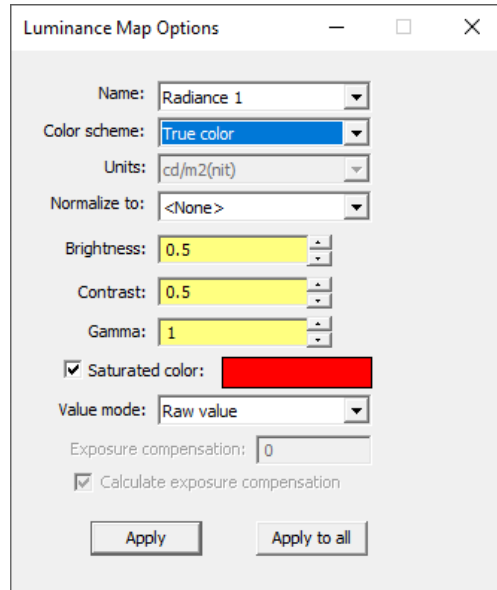 Luminance Map Options
Name: Radiance 1
Color scheme: True color
Units: cd/m2(nit)
Normalize to: <None>
Brightness: 0.5
Contrast: 0.5
Gamma: 1
Saturated color:
Value mode: Raw value
Exposure compensation: 0
Calculate exposure compensation
Apply Apply to all